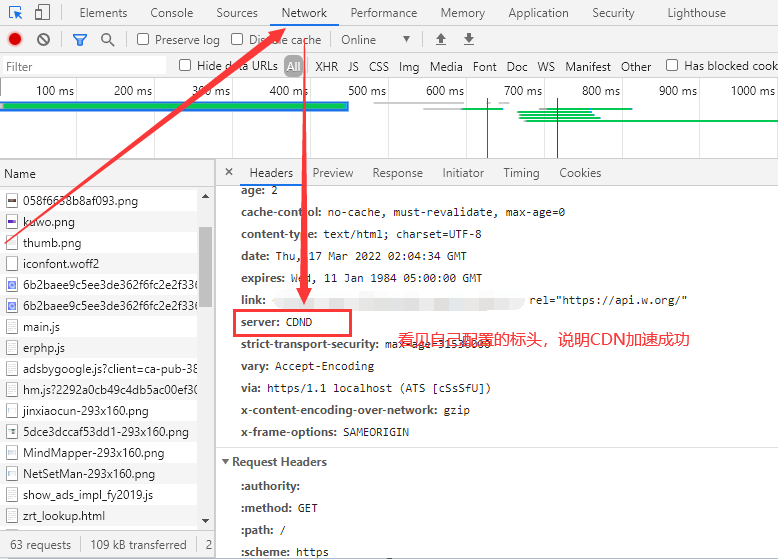 Elements Console Sources Network Performance Memory Application Security Lighthouse
Preserve log Disable cache Online
Filter Hide data URLs All XHR JS CSS Img Media Font Doc WS Manifest Other Has blocked cook
100 ms 200 ms 300 ms 400 ms 500 ms 600 ms 700 ms 800 ms 900 ms 1000 ms
Name
058f6638b8af093.png
kuwo.png
thumb.png
iconfont.woff2
6b2baee9c5ee3de362f6fc2e2f336
6b2baee9c5ee3de362f6fc2e2f336
main.js
erphp.js
adsbygoogle.js?client=ca-pub-38
hm.js?2292a0cb49c4db5ac00ef30
jinxiaocun-293x160.png
5dce3dccaf53dd1-293x160.png
MindMapper-293x160.png
NetSetMan-293x160.png
show_ads_impl_fy2019.js
zrt_lookup.html
63 requests 109 kB transferred 2
× Headers Preview Response Initiator Timing Cookies
age: 2
cache-control: no-cache, must-revalidate, max-age=0
content-type: text/html; charset=UTF-8
date: Thu, 17 Mar 2022 02:04:34 GMT
expires: Wed, 11 Jan 1984 05:00:00 GMT
link: rel="https://api.w.org/"
server: CDND
看见自己配置的标头，说明CDN加速成功
strict-transport-security: max-age=31536000
vary: Accept-Encoding
via: https/1.1 localhost (ATS [cSsSfU])
x-content-encoding-over-network: gzip
x-frame-options: SAMEORIGIN
Request Headers
:authority:
:method: GET
:path: /
:scheme: https